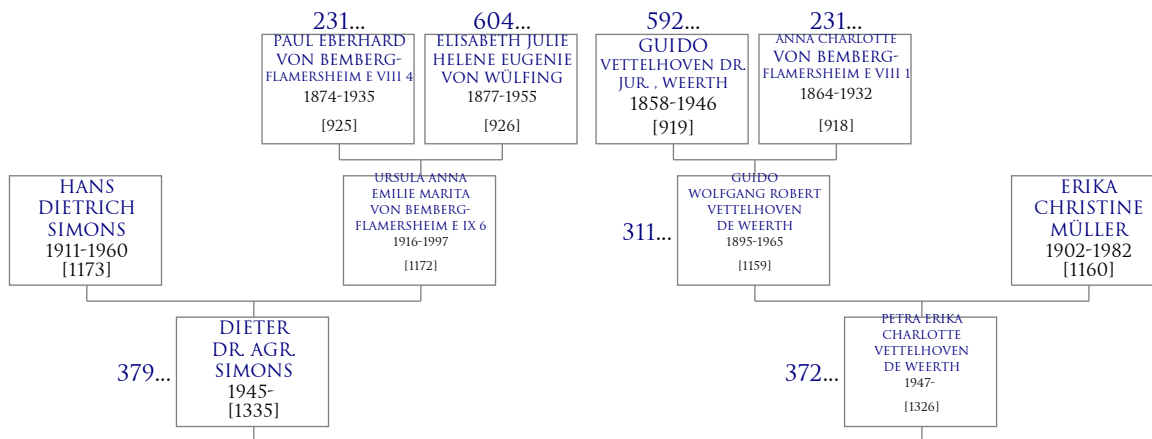 231...
604...
592...
231...
PAUL EBERHARD
VON BEMBERG-
FLAMERSHEIM E VIII 4
1874-1935
[925]
ELISABETH JULIE
HELENE EUGENIE
VON WÜLFING
1877-1955
[926]
GUIDO
VETTELHOVEN DR.
JUR. , WEERTH
1858-1946
[919]
ANNA CHARLOTTE
VON BEMBERG-
FLAMERSHEIM E VIII 1
1864-1932
[918]
HANS
DIETRICH
SIMONS
1911-1960
[1173]
URSULA ANNA
EMILIE MARITA
VON BEMBERG-
FLAMERSHEIM E IX 6
1916-1997
[1172]
311...
GUIDO
WOLFGANG ROBERT
VETTELHOVEN
DE WEERTH
1895-1965
[1159]
ERIKA
CHRISTINE
MÜLLER
1902-1982
[1160]
379...
DIETER
DR. AGR.
SIMONS
1945-
[1335]
372...
PETRA ERIKA
CHARLOTTE
VETTELHOVEN
DE WEERTH
1947-
[1326]